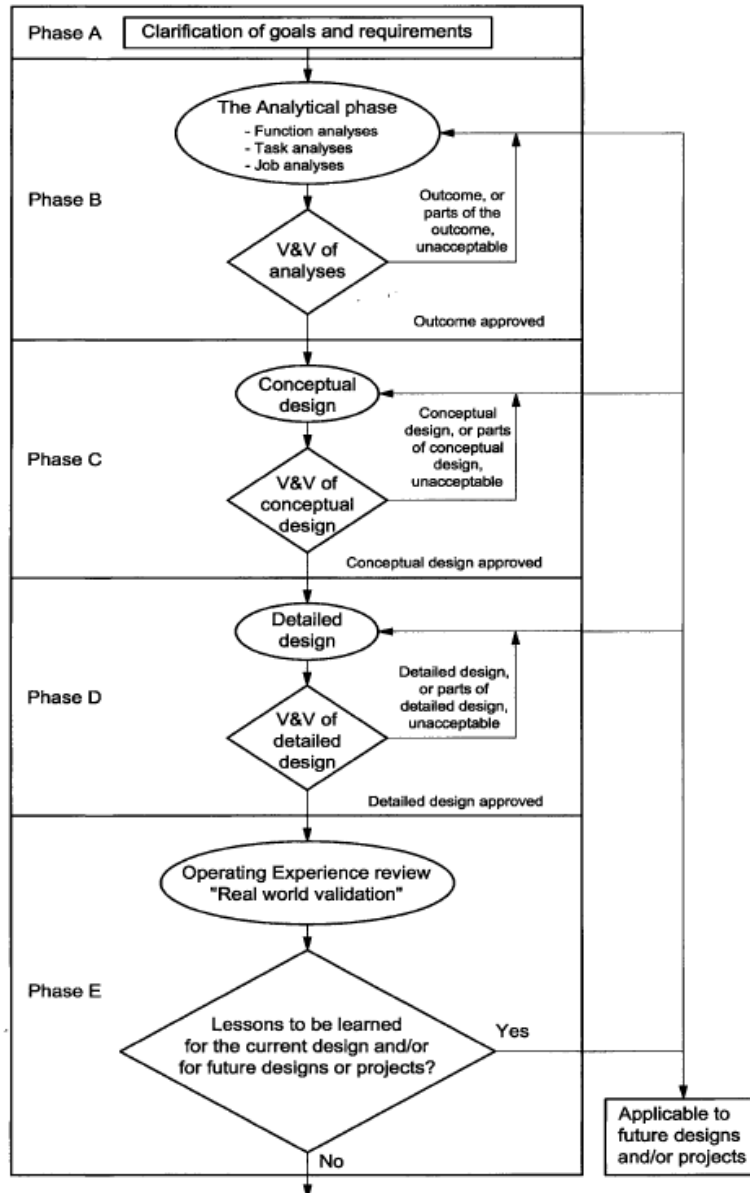 Phase A
Clarification of goals and requirements
Phase B
The Analytical phase
- Function analyses
- Task analyses
- Job analyses
Outcome, or
parts of the
outcome,
unacceptable
V&V of
analyses
Outcome approved
Phase C
Conceptual
design
Conceptual
design, or parts
of conceptual
design,
unacceptable
V&V of
conceptual
design
Conceptual design approved
Phase D
Detailed
design
Detailed design,
or parts of
detailed design,
unacceptable
V&V of
detailed
design
Detailed design approved
Phase E
Operating Experience review
"Real world validation"
Lessons to be learned
for the current design and/or
for future designs or projects?
Yes
No
Applicable to
future designs
and/or projects